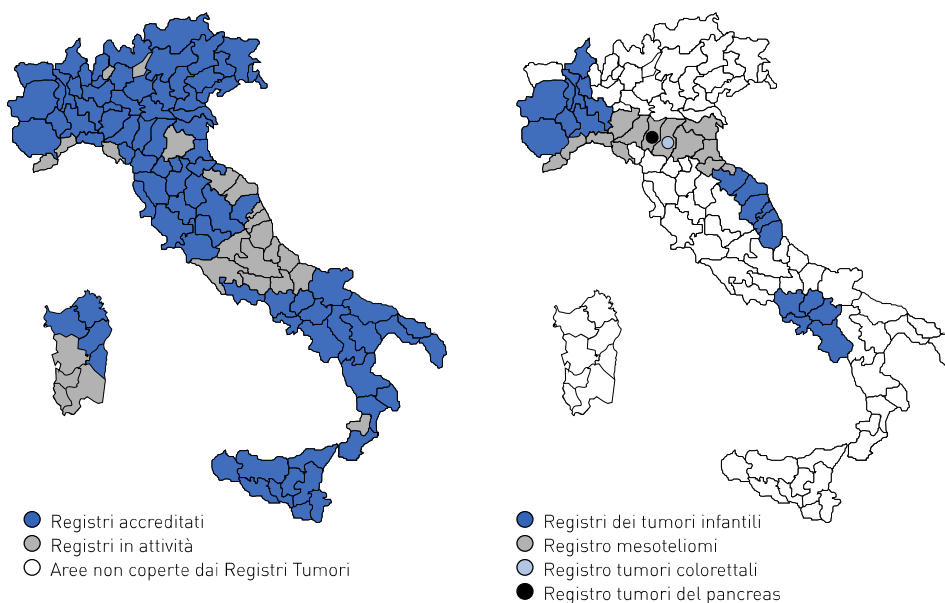 Registri accreditati
Registri in attività
Aree non coperte dai Registri Tumori
Registri dei tumori infantili
Registro mesoteliomi
Registro tumori colorettali
Registro tumori del pancreas